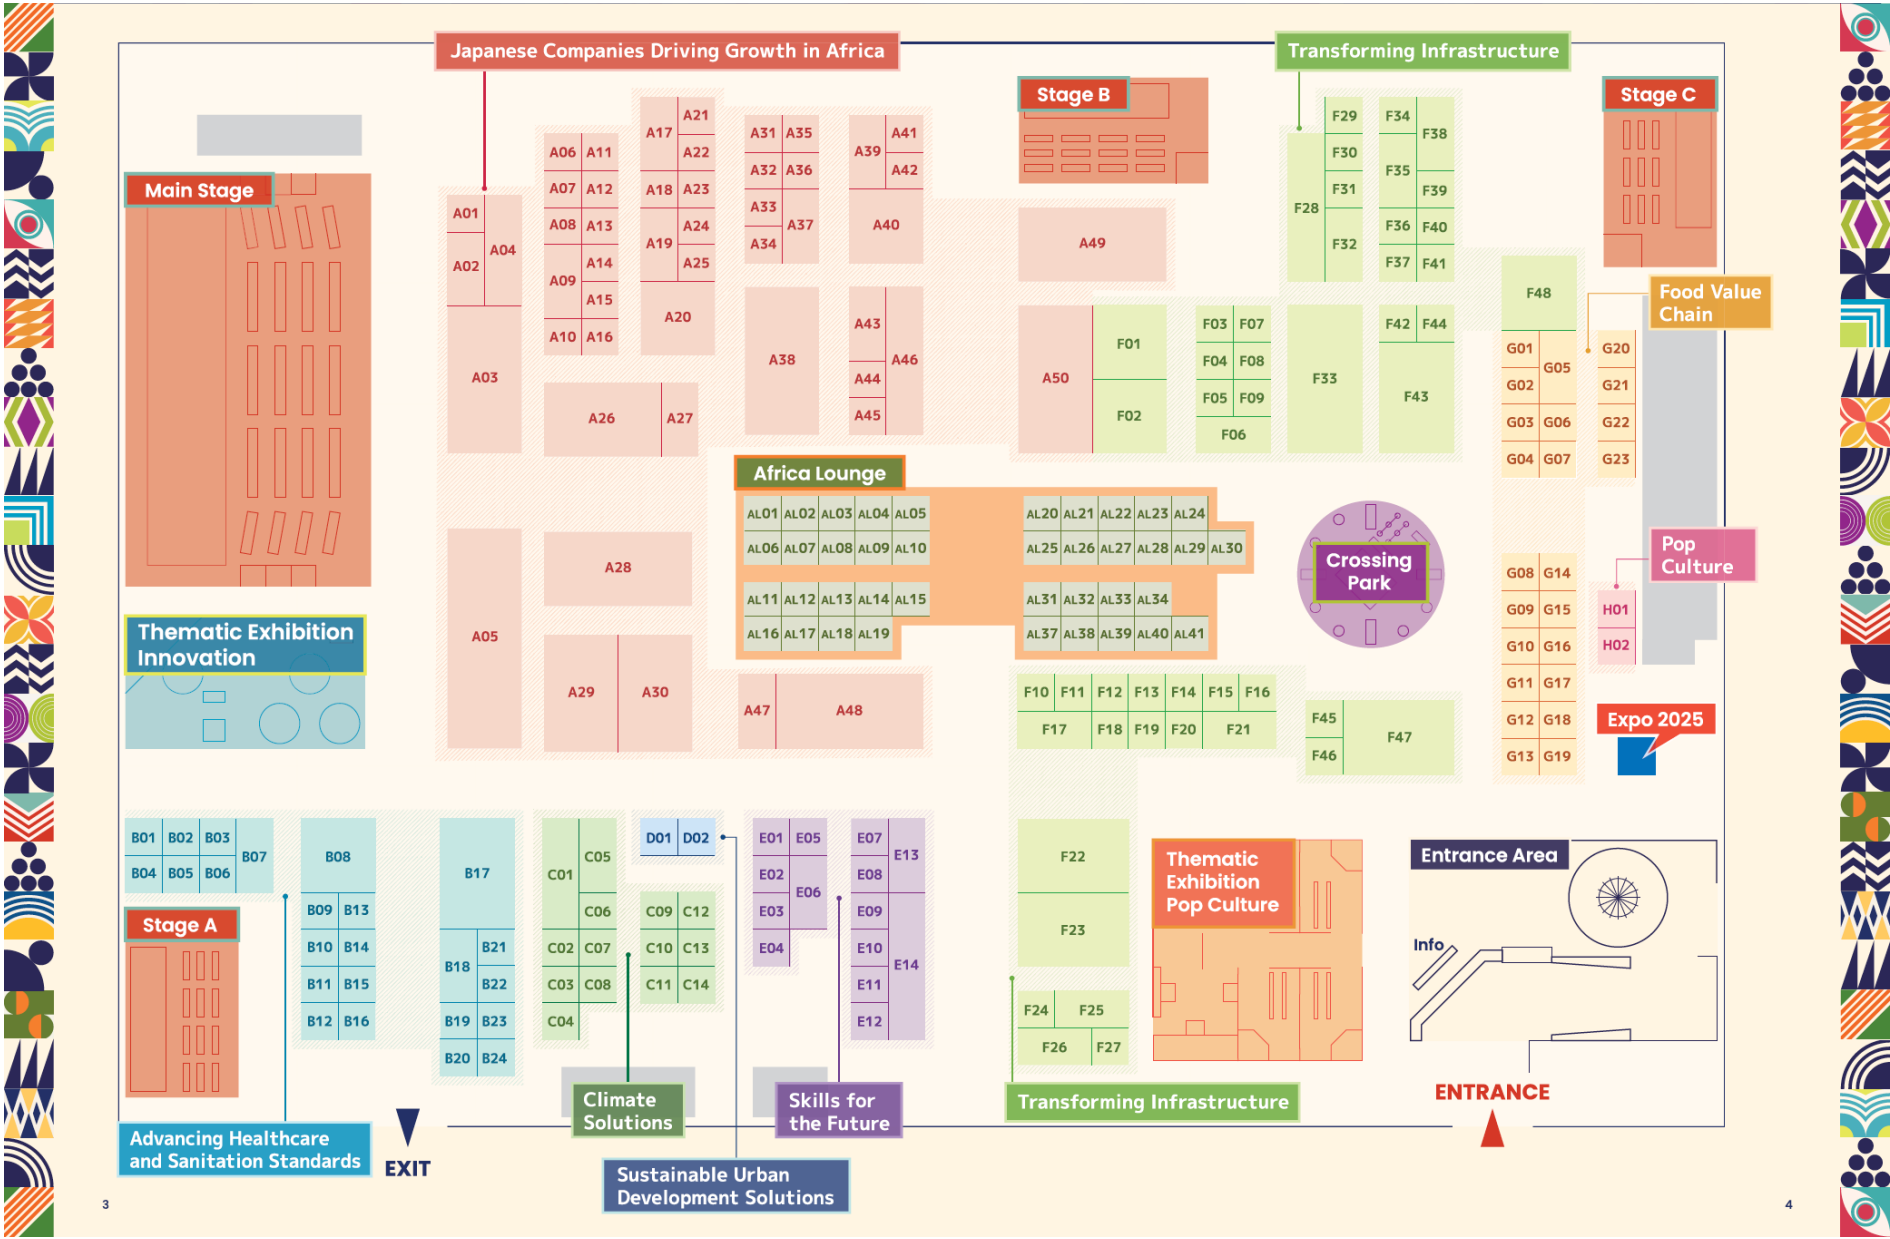 Japanese Companies Driving Growth in Africa
Transforming Infrastructure
Stage B
Stage C
Main Stage
A01
A02
A04
A03
A05
A06 A11
A07 A12
A08 A13
A09
A14
A15
A10 A16
A17
A21
A22
A18 A23
A19
A24
A25
A20
A26 A27
A28
A29 A30
A31 A35
A32 A36
A33
A34
A37
A38
A39
A41
A42
A40
A43
A44
A45
A46
A47 A48
A49
A50
F01
F02
F03 F07
F04 F08
F05 F09
F06
F28
F29
F30
F31
F32
F33
F34
F35
F38
F39
F36 F40
F37 F41
F42 F44
F43
F48
Food Value
Chain
G01
G02
G05
G03 G06
G04 G07
G20
G21
G22
G23
Africa Lounge
AL01 AL02 AL03 AL04 AL05
AL06 AL07 AL08 AL09 AL10
AL11 AL12 AL13 AL14 AL15
AL16 AL17 AL18 AL19
AL20 AL21 AL22 AL23 AL24
AL25 AL26 AL27 AL28 AL29 AL30
AL31 AL32 AL33 AL34
AL37 AL38 AL39 AL40 AL41
Crossing
Park
Pop
Culture
G08 G14
G09 G15
G10 G16
G11 G17
G12 G18
G13 G19
H01
H02
Expo 2025
Thematic Exhibition
Innovation
F10 F11 F12 F13 F14 F15 F16
F17 F18 F19 F20 F21
F45
F46
F47
B01 B02 B03
B04 B05 B06
B07
B08
B09 B13
B10 B14
B11 B15
B12 B16
B17
B18
B21
B22
B19 B23
B20 B24
Stage A
C01
C05
C06
C02 C07
C03 C08
C04
D01 D02
C09 C12
C10 C13
C11 C14
E01 E05
E02
E03
E06
E04
E07
E08
E13
E09
E10
E11
E12
E14
F22
F23
F24 F25
F26 F27
Thematic
Exhibition
Pop Culture
Entrance Area
Info
ENTRANCE
Advancing Healthcare
and Sanitation Standards
EXIT
Climate
Solutions
Skills for
the Future
Transforming Infrastructure
Sustainable Urban
Development Solutions
3
4